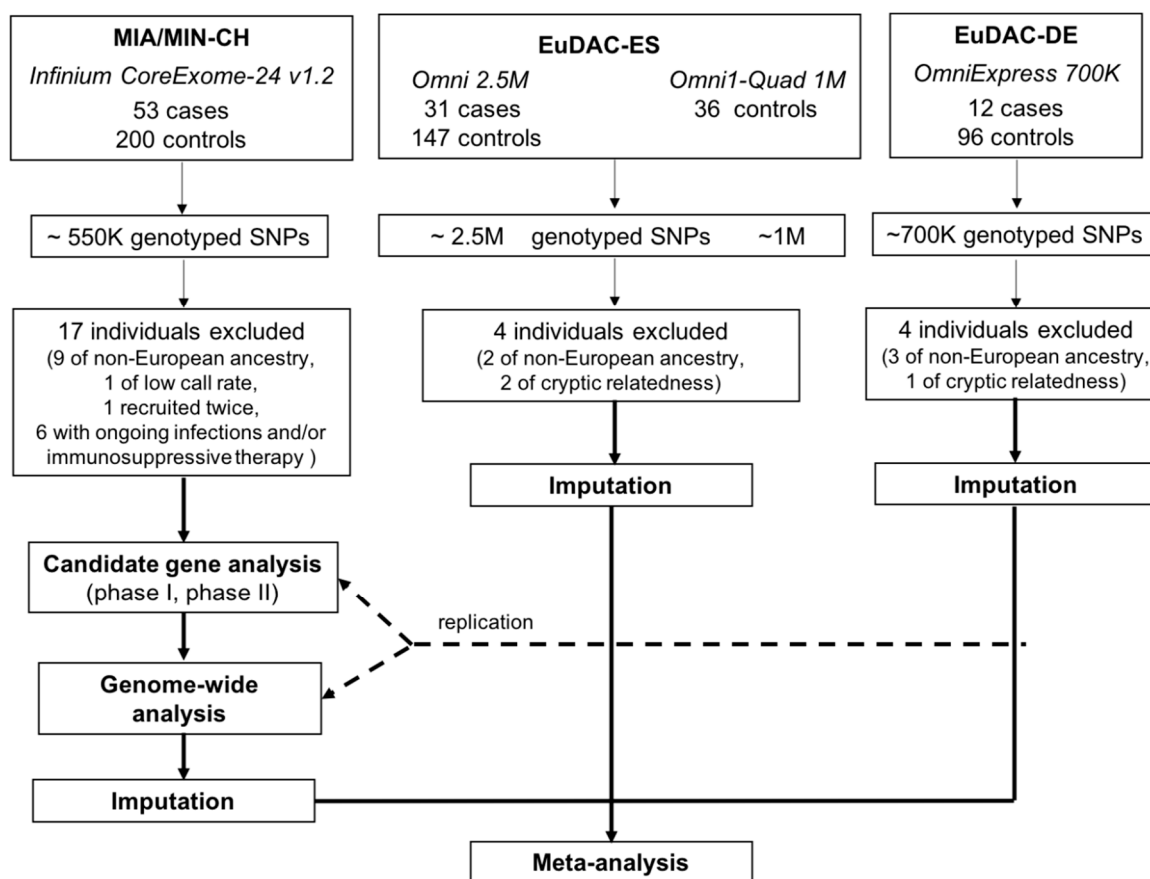 MIA/MIN-CH
Infinium CoreExome-24 v1.2
53 cases
200 controls
EuDAC-ES
Omni 2.5M
31 cases
147 controls
Omni1-Quad 1M
36 controls
EuDAC-DE
OmniExpress 700K
12 cases
96 controls
~ 550K genotyped SNPs
~ 2.5M genotyped SNPs ~1M
~700K genotyped SNPs
17 individuals excluded
(9 of non-European ancestry,
1 of low call rate,
1 recruited twice,
6 with ongoing infections and/or
immunosuppressive therapy )
4 individuals excluded
(2 of non-European ancestry,
2 of cryptic relatedness)
4 individuals excluded
(3 of non-European ancestry,
1 of cryptic relatedness)
Imputation
Imputation
Candidate gene analysis
(phase I, phase II)
replication
Genome-wide
analysis
Imputation
Meta-analysis